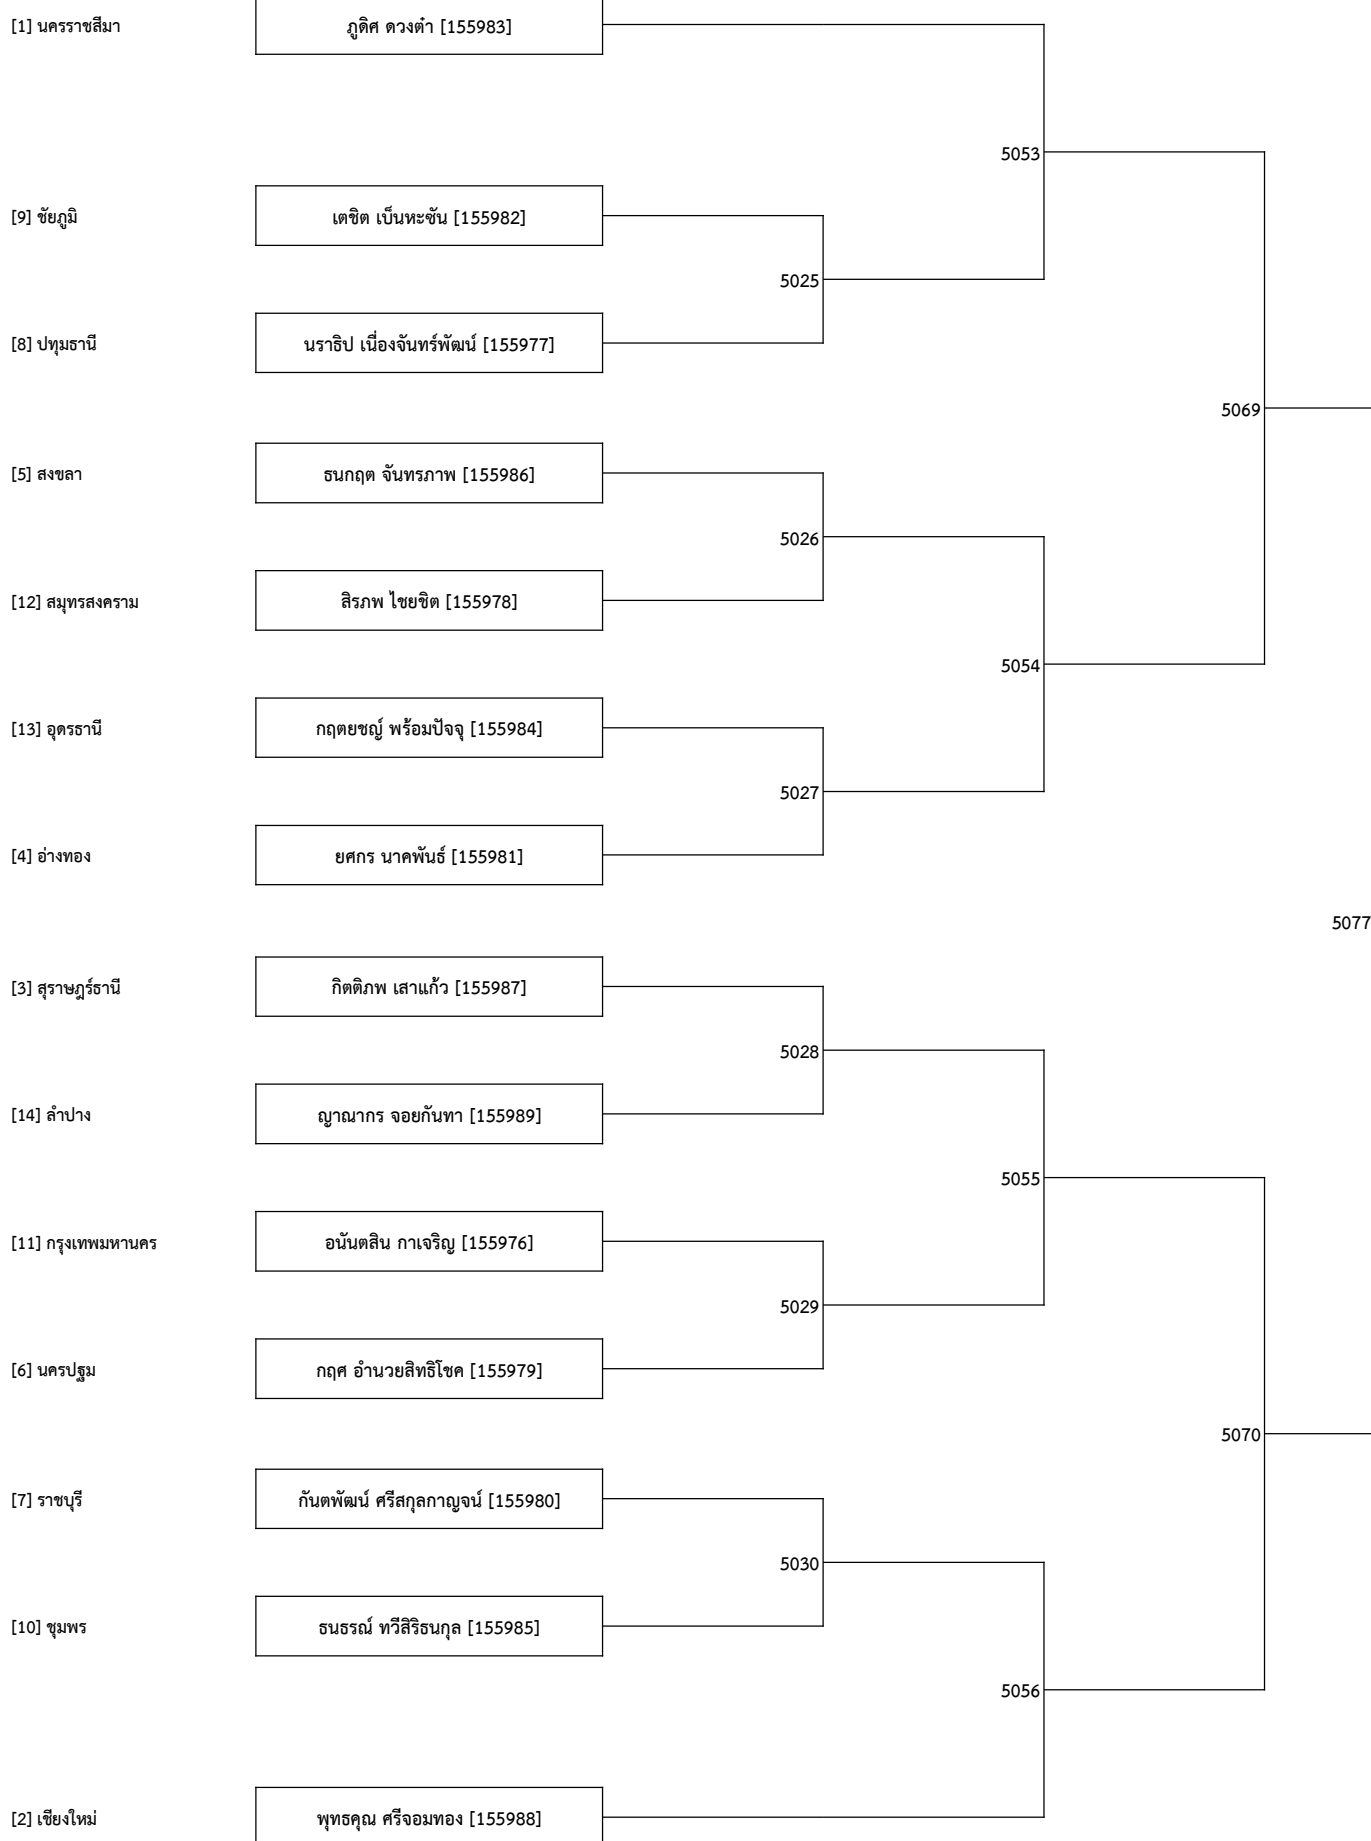 [1] นครราชสีมา ภูดิศ ดวงต๋า [155983]
5053
[9] ชัยภูมิ เตชิต เบ็นหะซัน [155982]
5025
[8] ปทุมธานี นราธิป เนื่องจันทร์พัฒน์ [155977]
5069
[5] สงขลา ธนกฤต จันทรภาพ [155986]
5026
[12] สมุทรสงคราม สิรภพ ไชยชิต [155978]
5054
[13] อุดรธานี กฤตยชญ์ พร้อมปัจจุ [155984]
5027
[4] อ่างทอง ยศกร นาคพันธ์ [155981]
5077
[3] สุราษฎร์ธานี กิตติภพ เสาแก้ว [155987]
5028
[14] ลำปาง ญาณากร จอยกันทา [155989]
5055
[11] กรุงเทพมหานคร อนันตสิน กาเจริญ [155976]
5029
[6] นครปฐม กฤศ อำนวยสิทธิโชค [155979]
5070
[7] ราชบุรี กันตพัฒน์ ศรีสกุลกาญจน์ [155980]
5030
[10] ชุมพร ธนธรณ์ ทวีสิริธนกุล [155985]
5056
[2] เชียงใหม่ พุทธคุณ ศรีจอมทอง [155988]